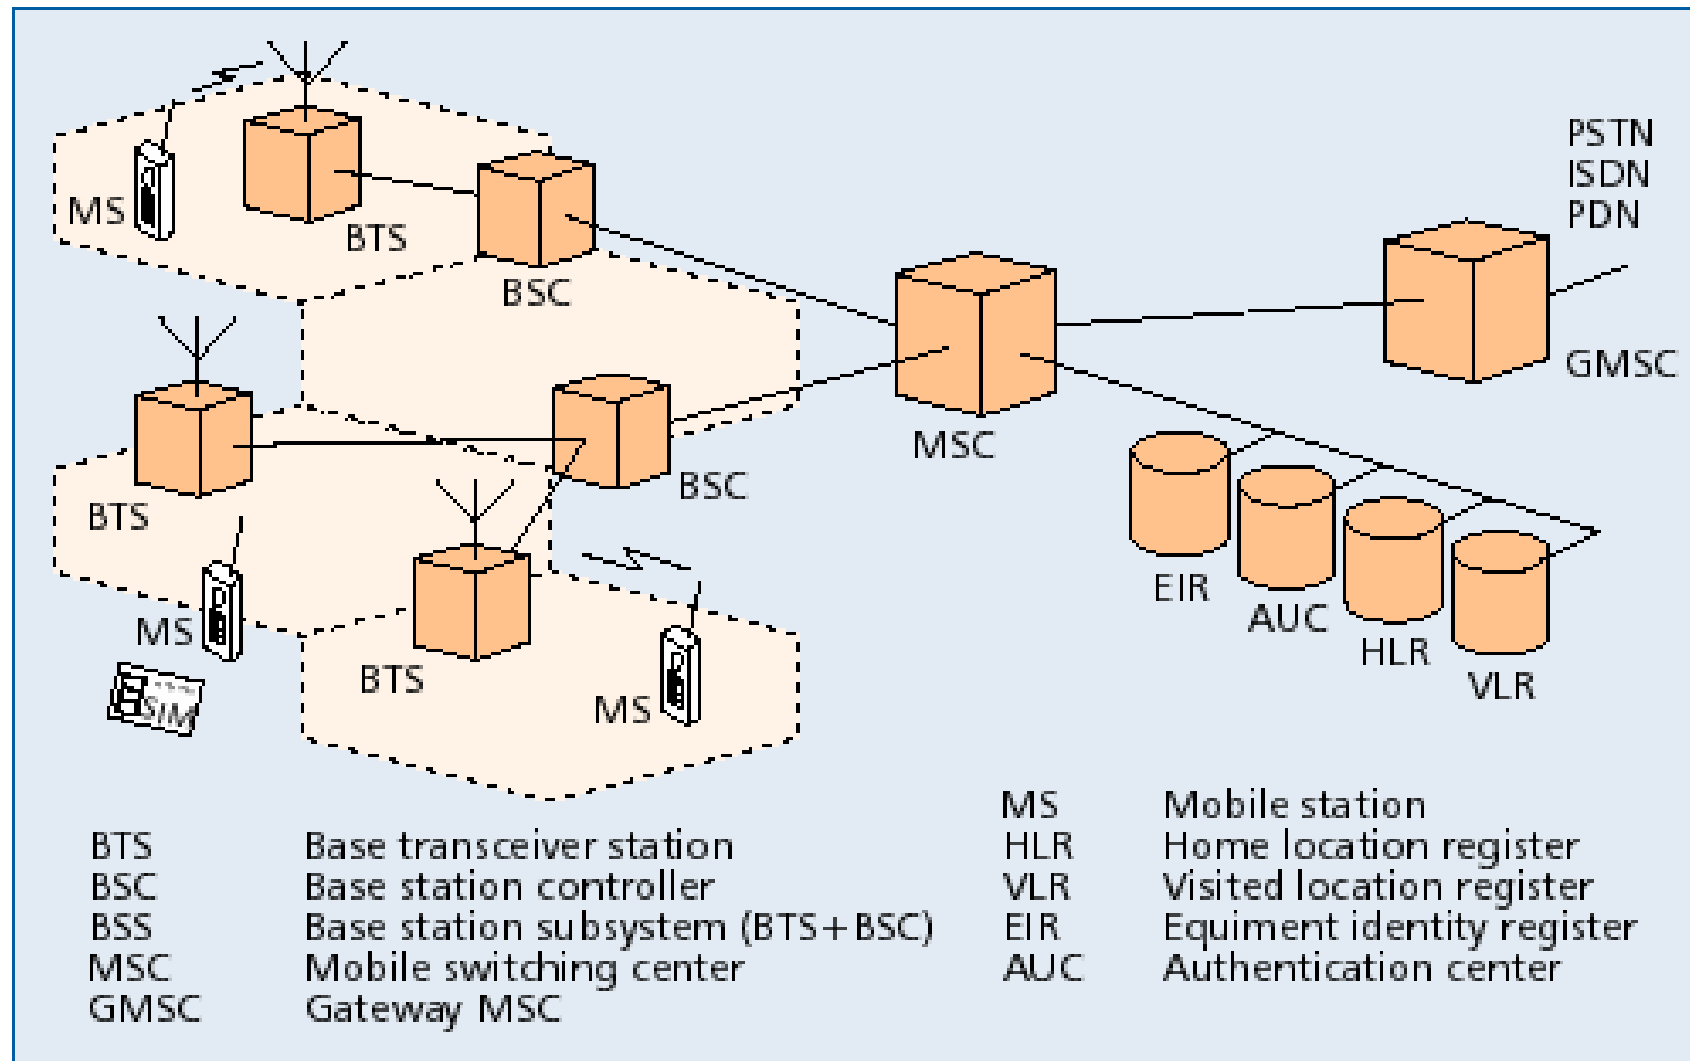 PSTN
ISDN
PDN
MS
BTS
BSC
GMSC
MSC
BSC
BTS
EIR
AUC
MS
HLR
BTS
VLR
SIM
MS
BTS Base transceiver station
BSC Base station controller
BSS Base station subsystem (BTS+BSC)
MSC Mobile switching center
GMSC Gateway MSC
MS Mobile station
HLR Home location register
VLR Visited location register
EIR Equiment identity register
AUC Authentication center